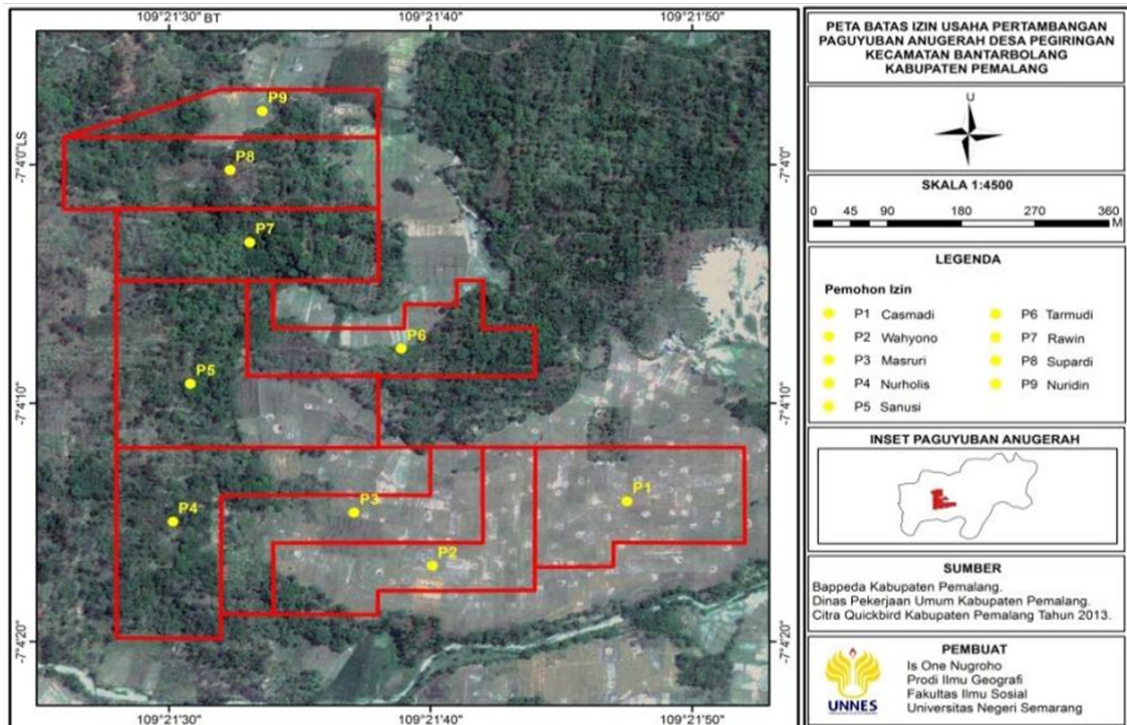 109°21'30" BT
109°21'40"
109°21'50"
-7°4'0"LS
-7°4'10"
-7°4'20"
-7°4'0"
-7°4'10"
-7°4'20"
109°21'30"
109°21'40"
109°21'50"
P9
P8
P7
P6
P5
P1
P3
P4
P2
PETA BATAS IZIN USAHA PERTAMBANGAN
PAGUYUBAN ANUGERAH DESA PEGIRINGAN
KECAMATAN BANTARBOLANG
KABUPATEN PEMALANG
U
SKALA 1:4500
0 45 90 180 270 360
M
LEGENDA
Pemohon Izin
P1 Casmadi P6 Tarmudi
P2 Wahyono P7 Rawin
P3 Masruri P8 Supardi
P4 Nurholis P9 Nuridin
P5 Sanusi
INSET PAGUYUBAN ANUGERAH
SUMBER
Bappeda Kabupaten Pemalang.
Dinas Pekerjaan Umum Kabupaten Pemalang.
Citra Quickbird Kabupaten Pemalang Tahun 2013.
PEMBUAT
Is One Nugroho
Prodi Ilmu Geografi
Fakultas Ilmu Sosial
Universitas Negeri Semarang
UNNES